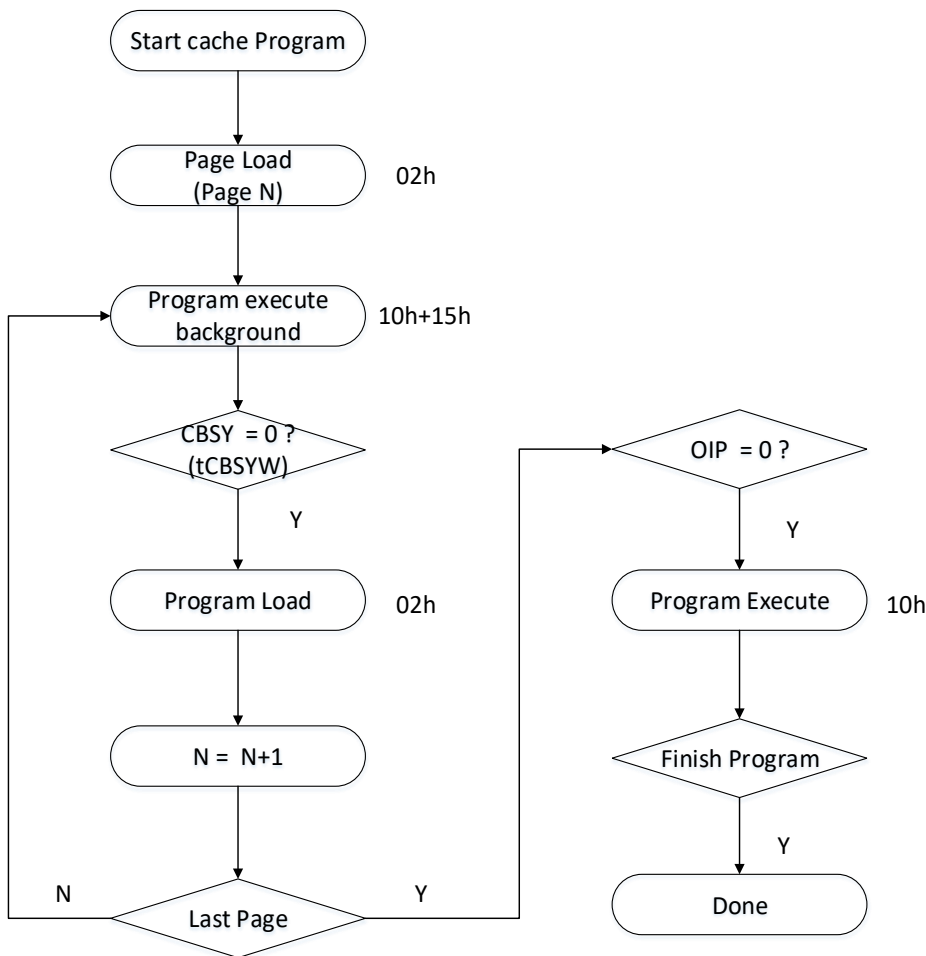 Start cache Program
Page Load
(Page N)
02h
Program execute
background
10h+15h
CBSY = 0 ?
(tCBSYW)
Y
Program Load
02h
N = N+1
Last Page
N
Y
OIP = 0 ?
Y
Program Execute
10h
Finish Program
Y
Done